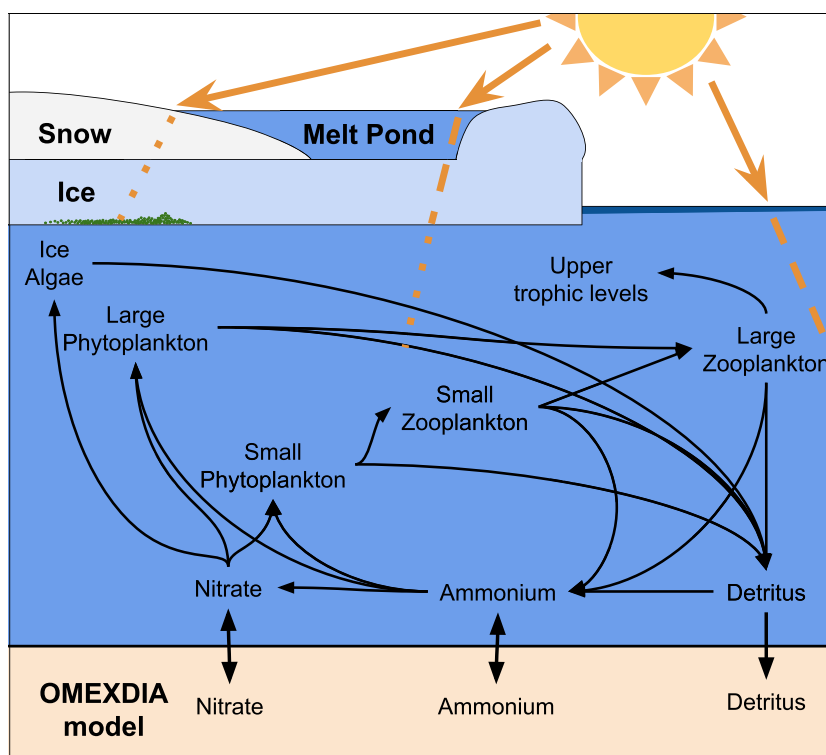 Snow
Melt Pond
Ice
Ice
Algae
Upper
trophic levels
Large
Phytoplankton
Large
Zooplankton
Small
Zooplankton
Small
Phytoplankton
Nitrate
Ammonium
Detritus
OMEXDIA
model
Nitrate
Ammonium
Detritus